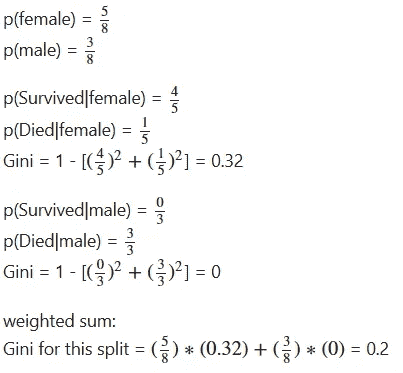 p(female) = 5/8
p(male) = 3/8
p(Survived|female) = 4/5
p(Died|female) = 1/5
Gini = 1 - [(4/5)² + (1/5)²] = 0.32
p(Survived|male) = 0/3
p(Died|male) = 3/3
Gini = 1 - [(0/3)² + (3/3)²] = 0
weighted sum:
Gini for this split = (5/8) * (0.32) + (3/8) * (0) = 0.2